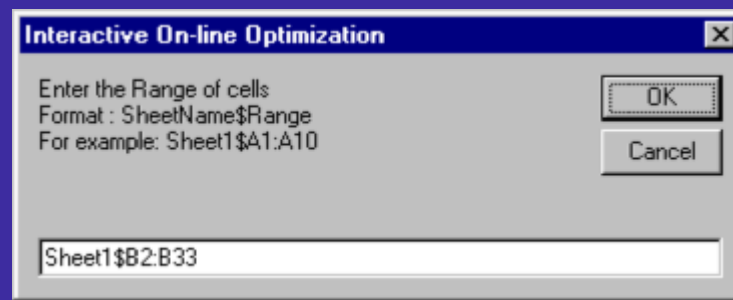 Interactive On-line Optimization
Enter the Range of cells
Format : SheetName$Range
For example: Sheet1$A1:A10
OK
Cancel
Sheet1$B2:B33